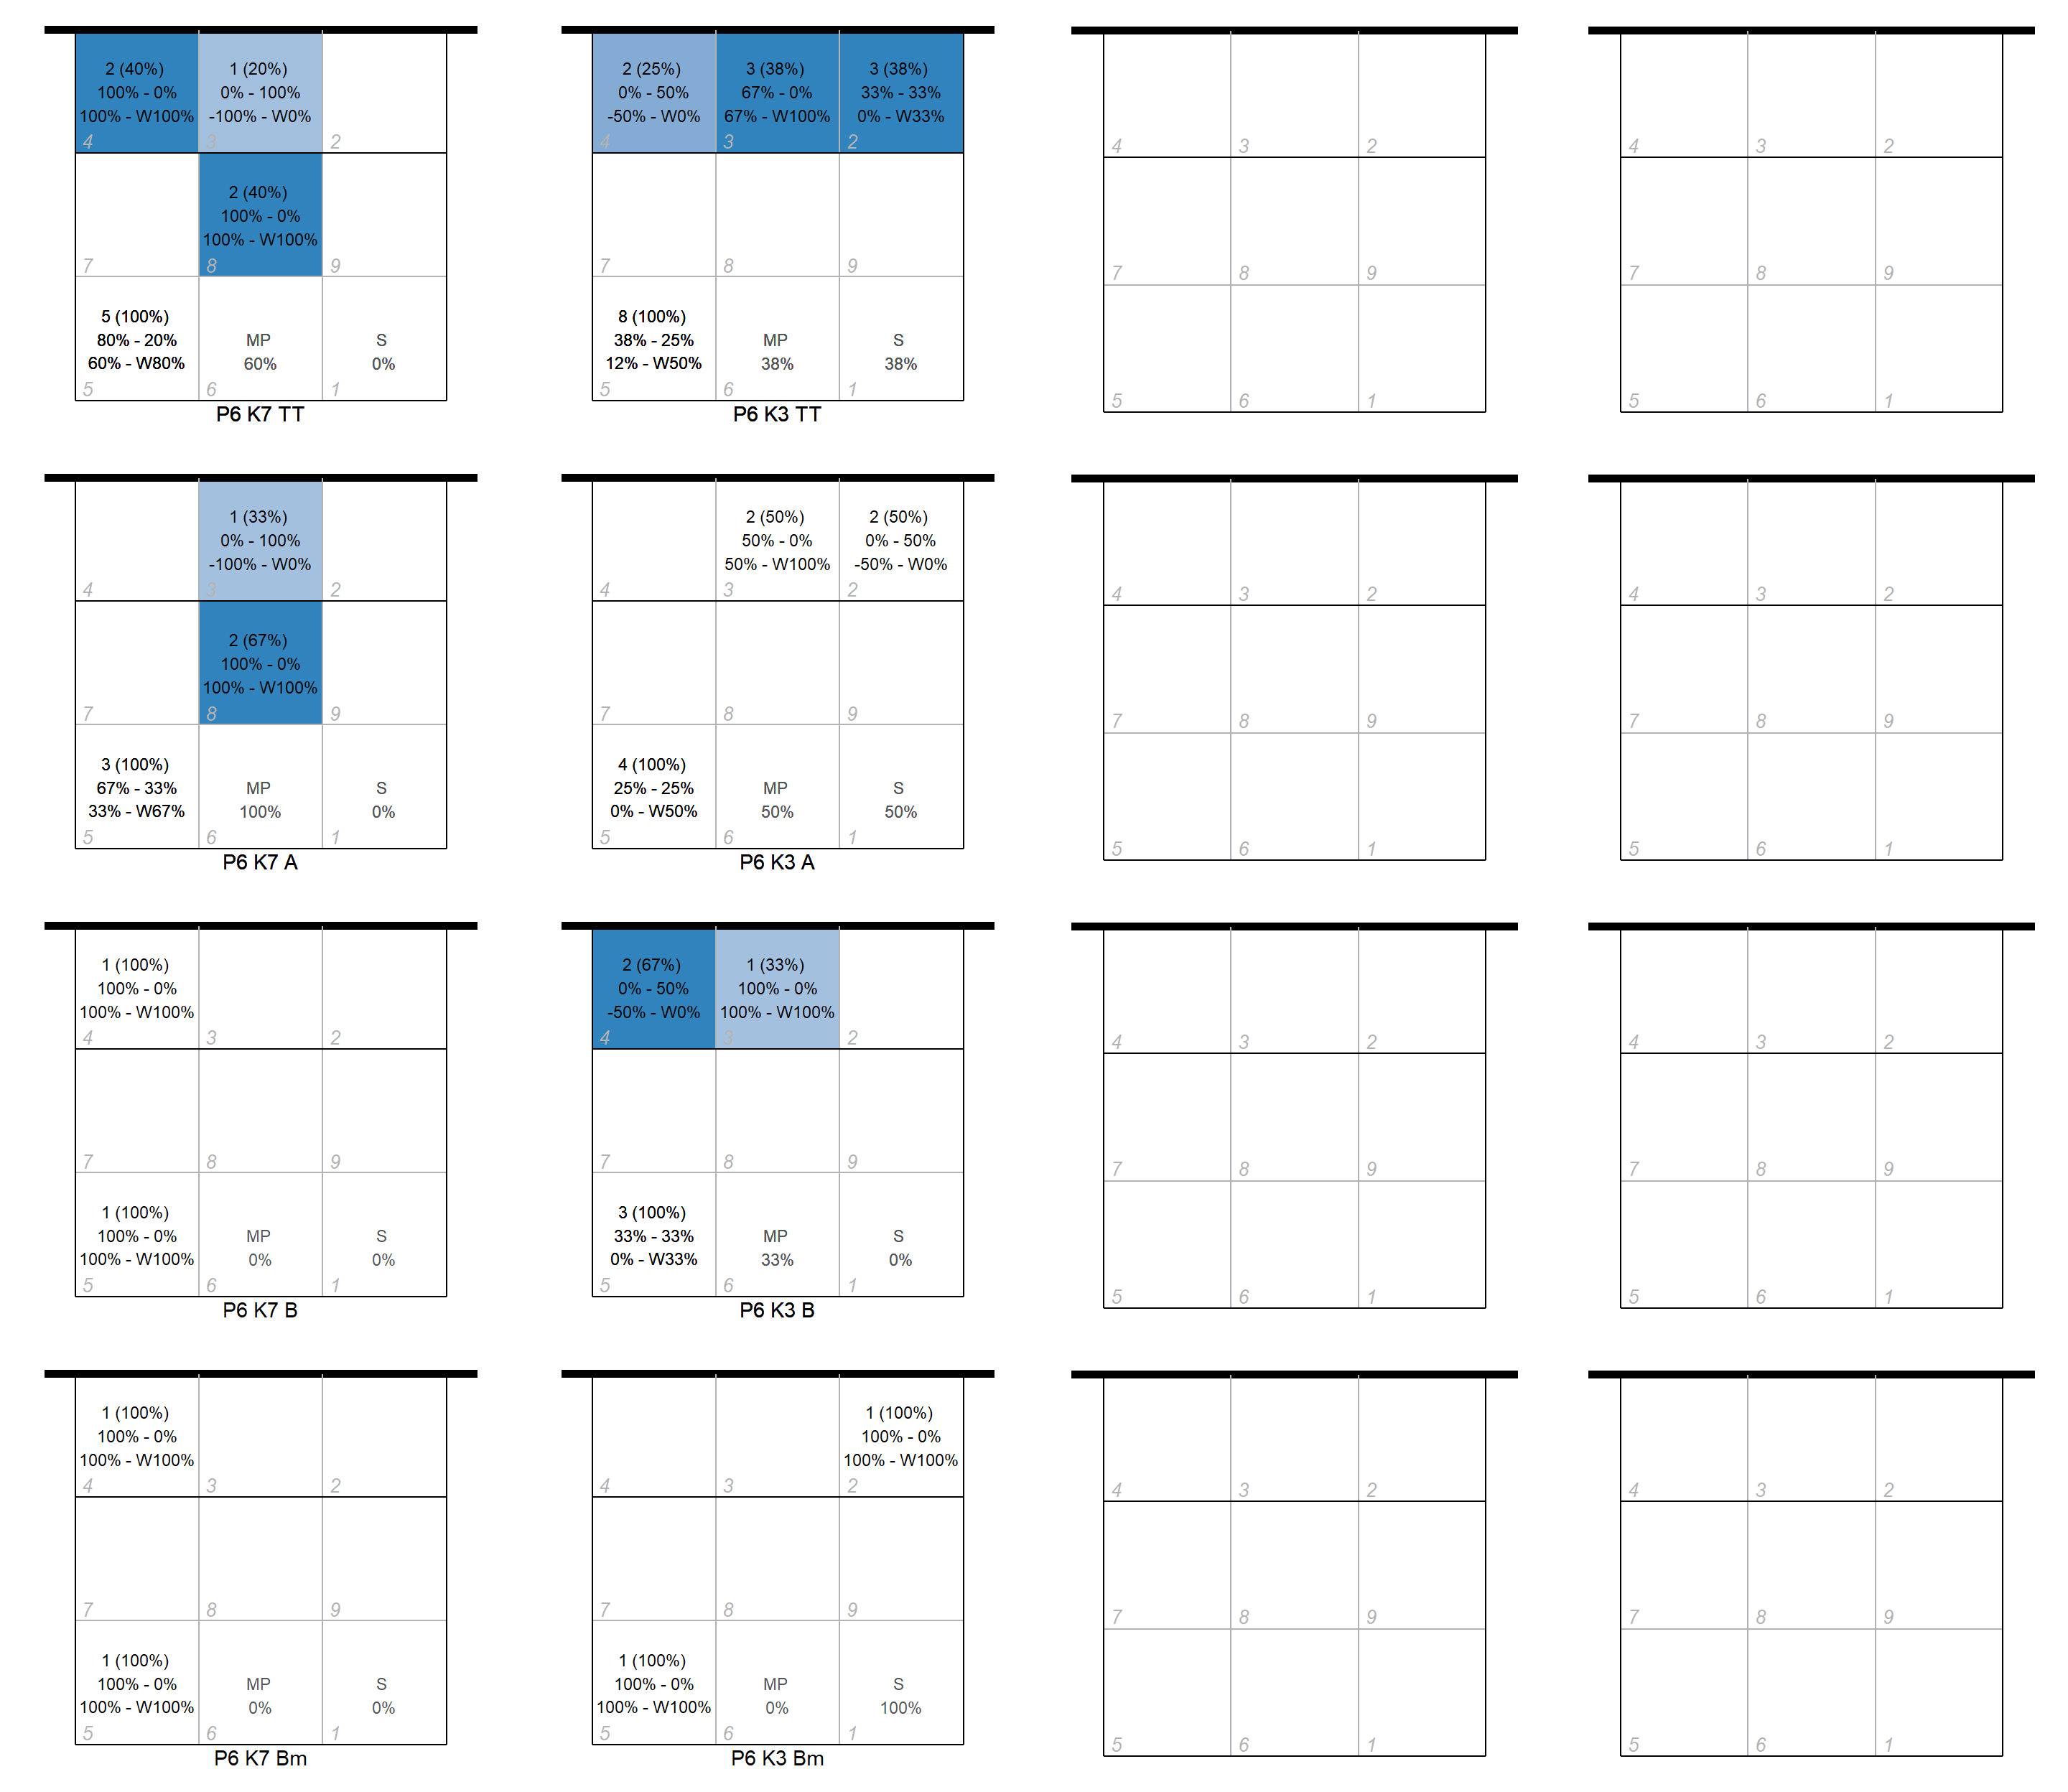 2 (40%)
100% - 0%
100% - W100%
4
1 (20%)
0% - 100%
-100% - W0%
3
2
7
2 (40%)
100% - 0%
100% - W100%
8
9
5 (100%)
80% - 20%
60% - W80%
5
MP
60%
6
S
0%
1
P6 K7 TT
2 (25%)
0% - 50%
-50% - W0%
4
3 (38%)
67% - 0%
67% - W100%
3
3 (38%)
33% - 33%
0% - W33%
2
7
8
9
8 (100%)
38% - 25%
12% - W50%
5
MP
38%
6
S
38%
1
P6 K3 TT
4
3
2
7
8
9
5
6
1
4
3
2
7
8
9
5
6
1
4
1 (33%)
0% - 100%
-100% - W0%
3
2
7
2 (67%)
100% - 0%
100% - W100%
8
9
3 (100%)
67% - 33%
33% - W67%
5
MP
100%
6
S
0%
1
P6 K7 A
4
2 (50%)
50% - 0%
50% - W100%
3
2 (50%)
0% - 50%
-50% - W0%
2
7
8
9
4 (100%)
25% - 25%
0% - W50%
5
MP
50%
6
S
50%
1
P6 K3 A
4
3
2
7
8
9
5
6
1
4
3
2
7
8
9
5
6
1
1 (100%)
100% - 0%
100% - W100%
4
3
2
7
8
9
1 (100%)
100% - 0%
100% - W100%
5
MP
0%
6
S
0%
1
P6 K7 B
2 (67%)
0% - 50%
-50% - W0%
4
1 (33%)
100% - 0%
100% - W100%
3
2
7
8
9
3 (100%)
33% - 33%
0% - W33%
5
MP
33%
6
S
0%
1
P6 K3 B
4
3
2
7
8
9
5
6
1
4
3
2
7
8
9
5
6
1
1 (100%)
100% - 0%
100% - W100%
4
3
2
7
8
9
1 (100%)
100% - 0%
100% - W100%
5
MP
0%
6
S
0%
1
P6 K7 Bm
4
3
1 (100%)
100% - 0%
100% - W100%
2
7
8
9
1 (100%)
100% - 0%
100% - W100%
5
MP
0%
6
S
100%
1
P6 K3 Bm
4
3
2
7
8
9
5
6
1
4
3
2
7
8
9
5
6
1